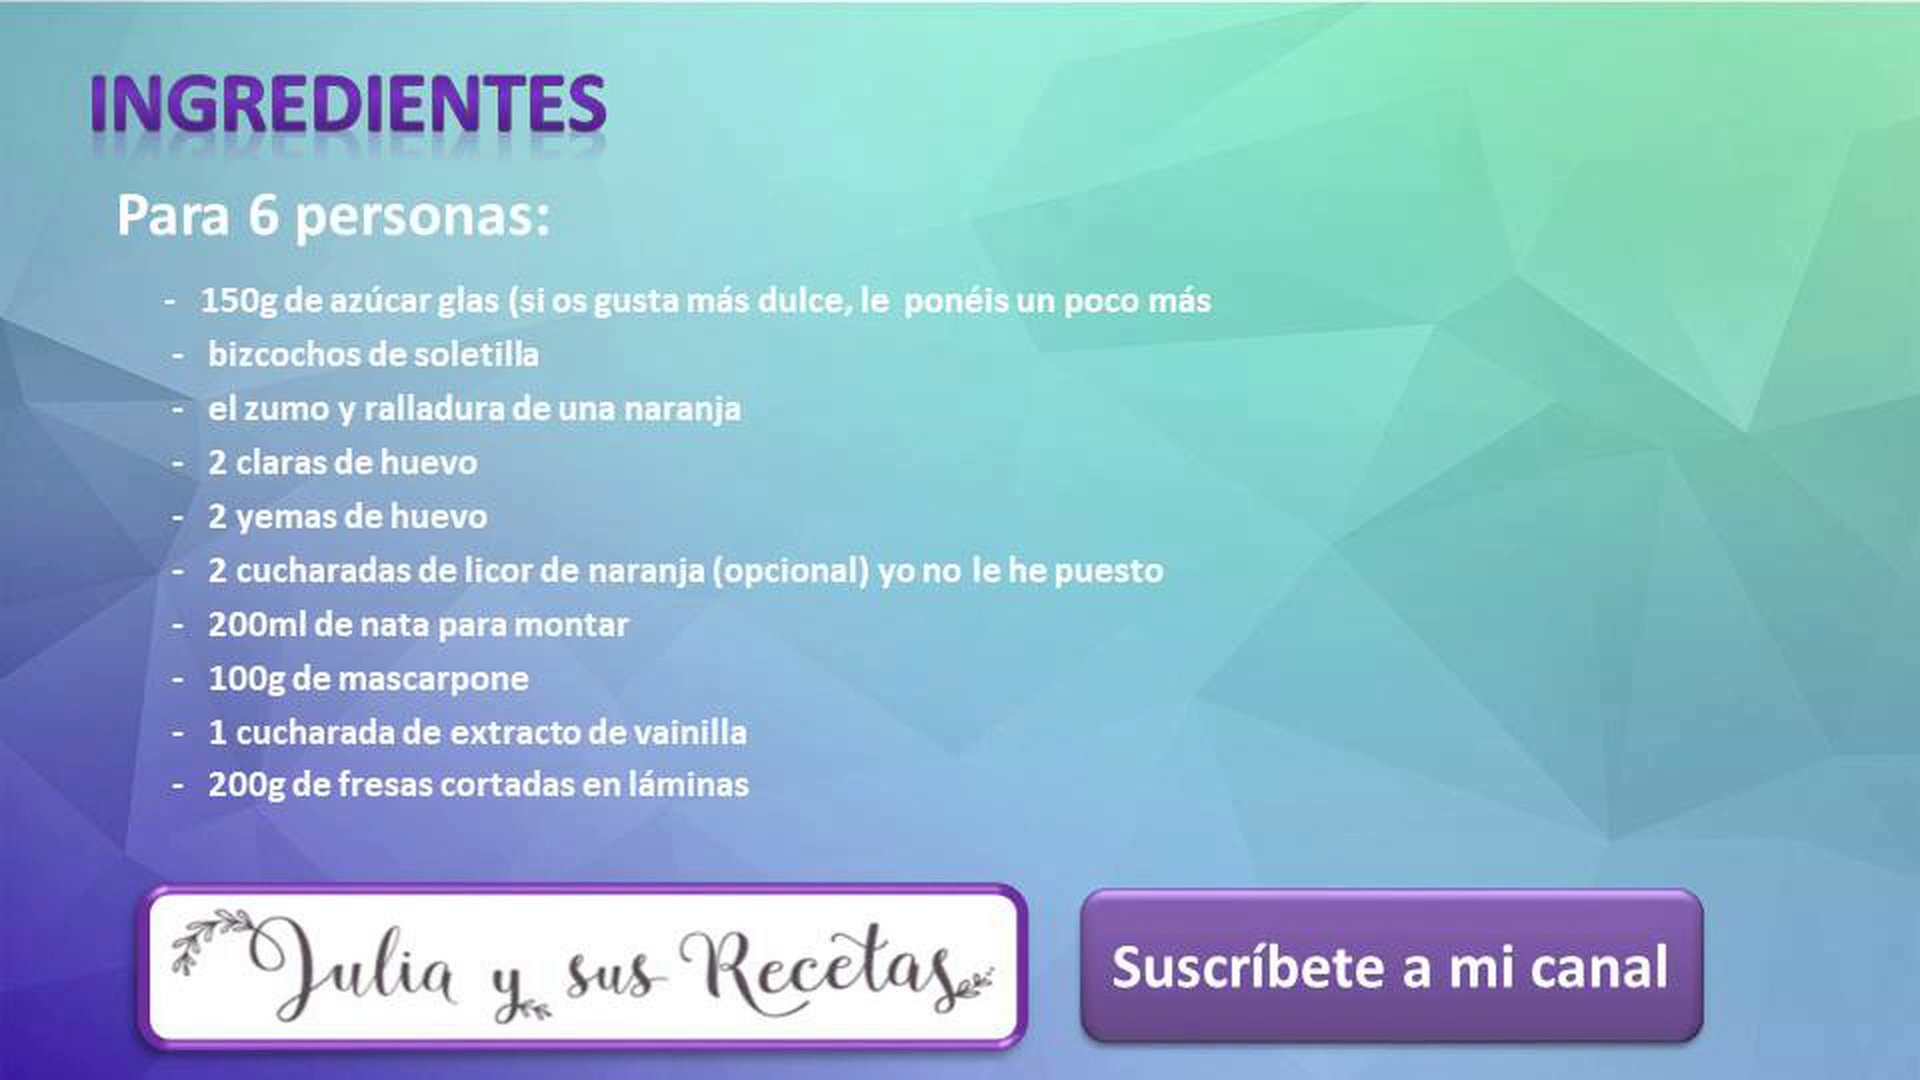 INGREDIENTES
Para 6 personas:
- 150g de azúcar glas (si os gusta más dulce, le ponéis un poco más
- bizcochos de soletilla
- el zumo y ralladura de una naranja
- 2 claras de huevo
- 2 yemas de huevo
- 2 cucharadas de licor de naranja (opcional) yo no le he puesto
- 200ml de nata para montar
- 100g de mascarpone
- 1 cucharada de extracto de vainilla
- 200g de fresas cortadas en láminas
Julia y sus Recetas
Suscríbete a mi canal